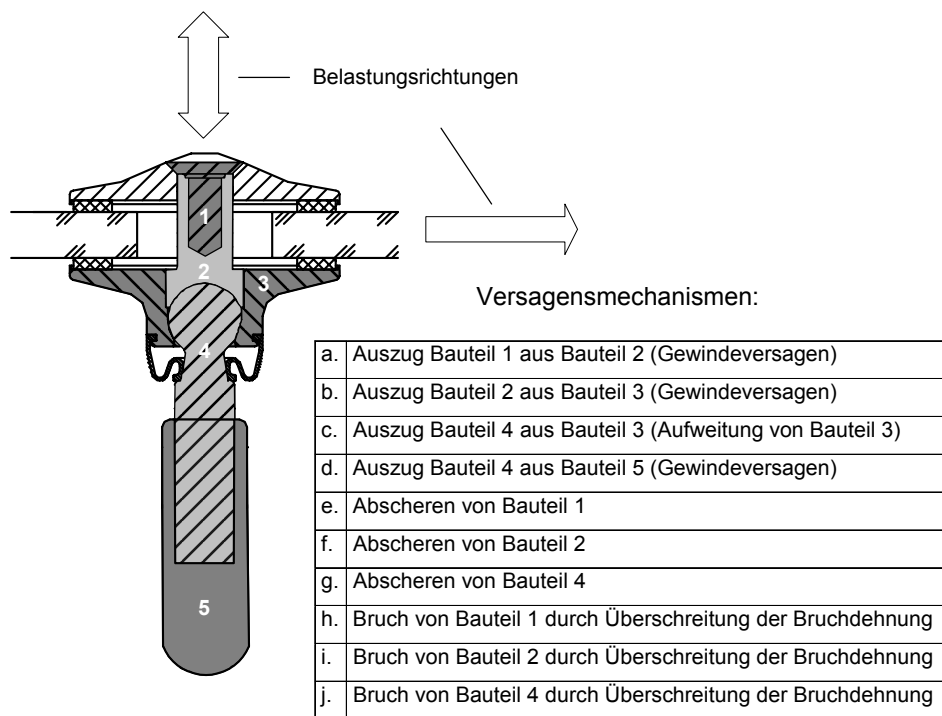 Belastungsrichtungen
1
2
3
4
5
Versagensmechanismen:
a. Auszug Bauteil 1 aus Bauteil 2 (Gewindeversagen)
b. Auszug Bauteil 2 aus Bauteil 3 (Gewindeversagen)
c. Auszug Bauteil 4 aus Bauteil 3 (Aufweitung von Bauteil 3)
d. Auszug Bauteil 4 aus Bauteil 5 (Gewindeversagen)
e. Abscheren von Bauteil 1
f. Abscheren von Bauteil 2
g. Abscheren von Bauteil 4
h. Bruch von Bauteil 1 durch Überschreitung der Bruchdehnung
i. Bruch von Bauteil 2 durch Überschreitung der Bruchdehnung
j. Bruch von Bauteil 4 durch Überschreitung der Bruchdehnung